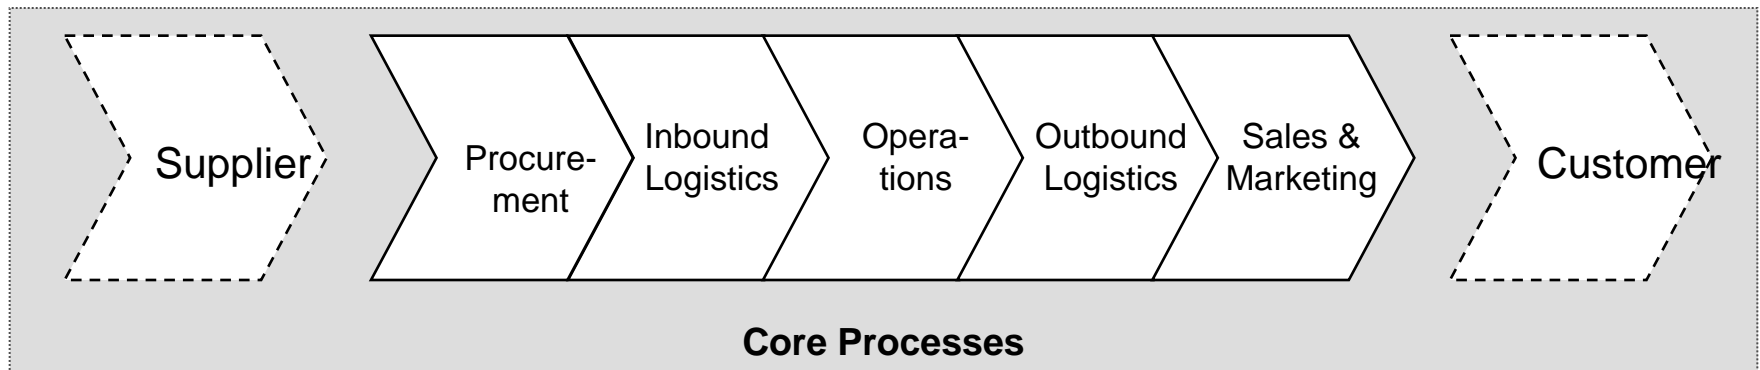 Supplier
Procure-
ment
Inbound
Logistics
Opera-
tions
Outbound
Logistics
Sales &
Marketing
Customer
Core Processes